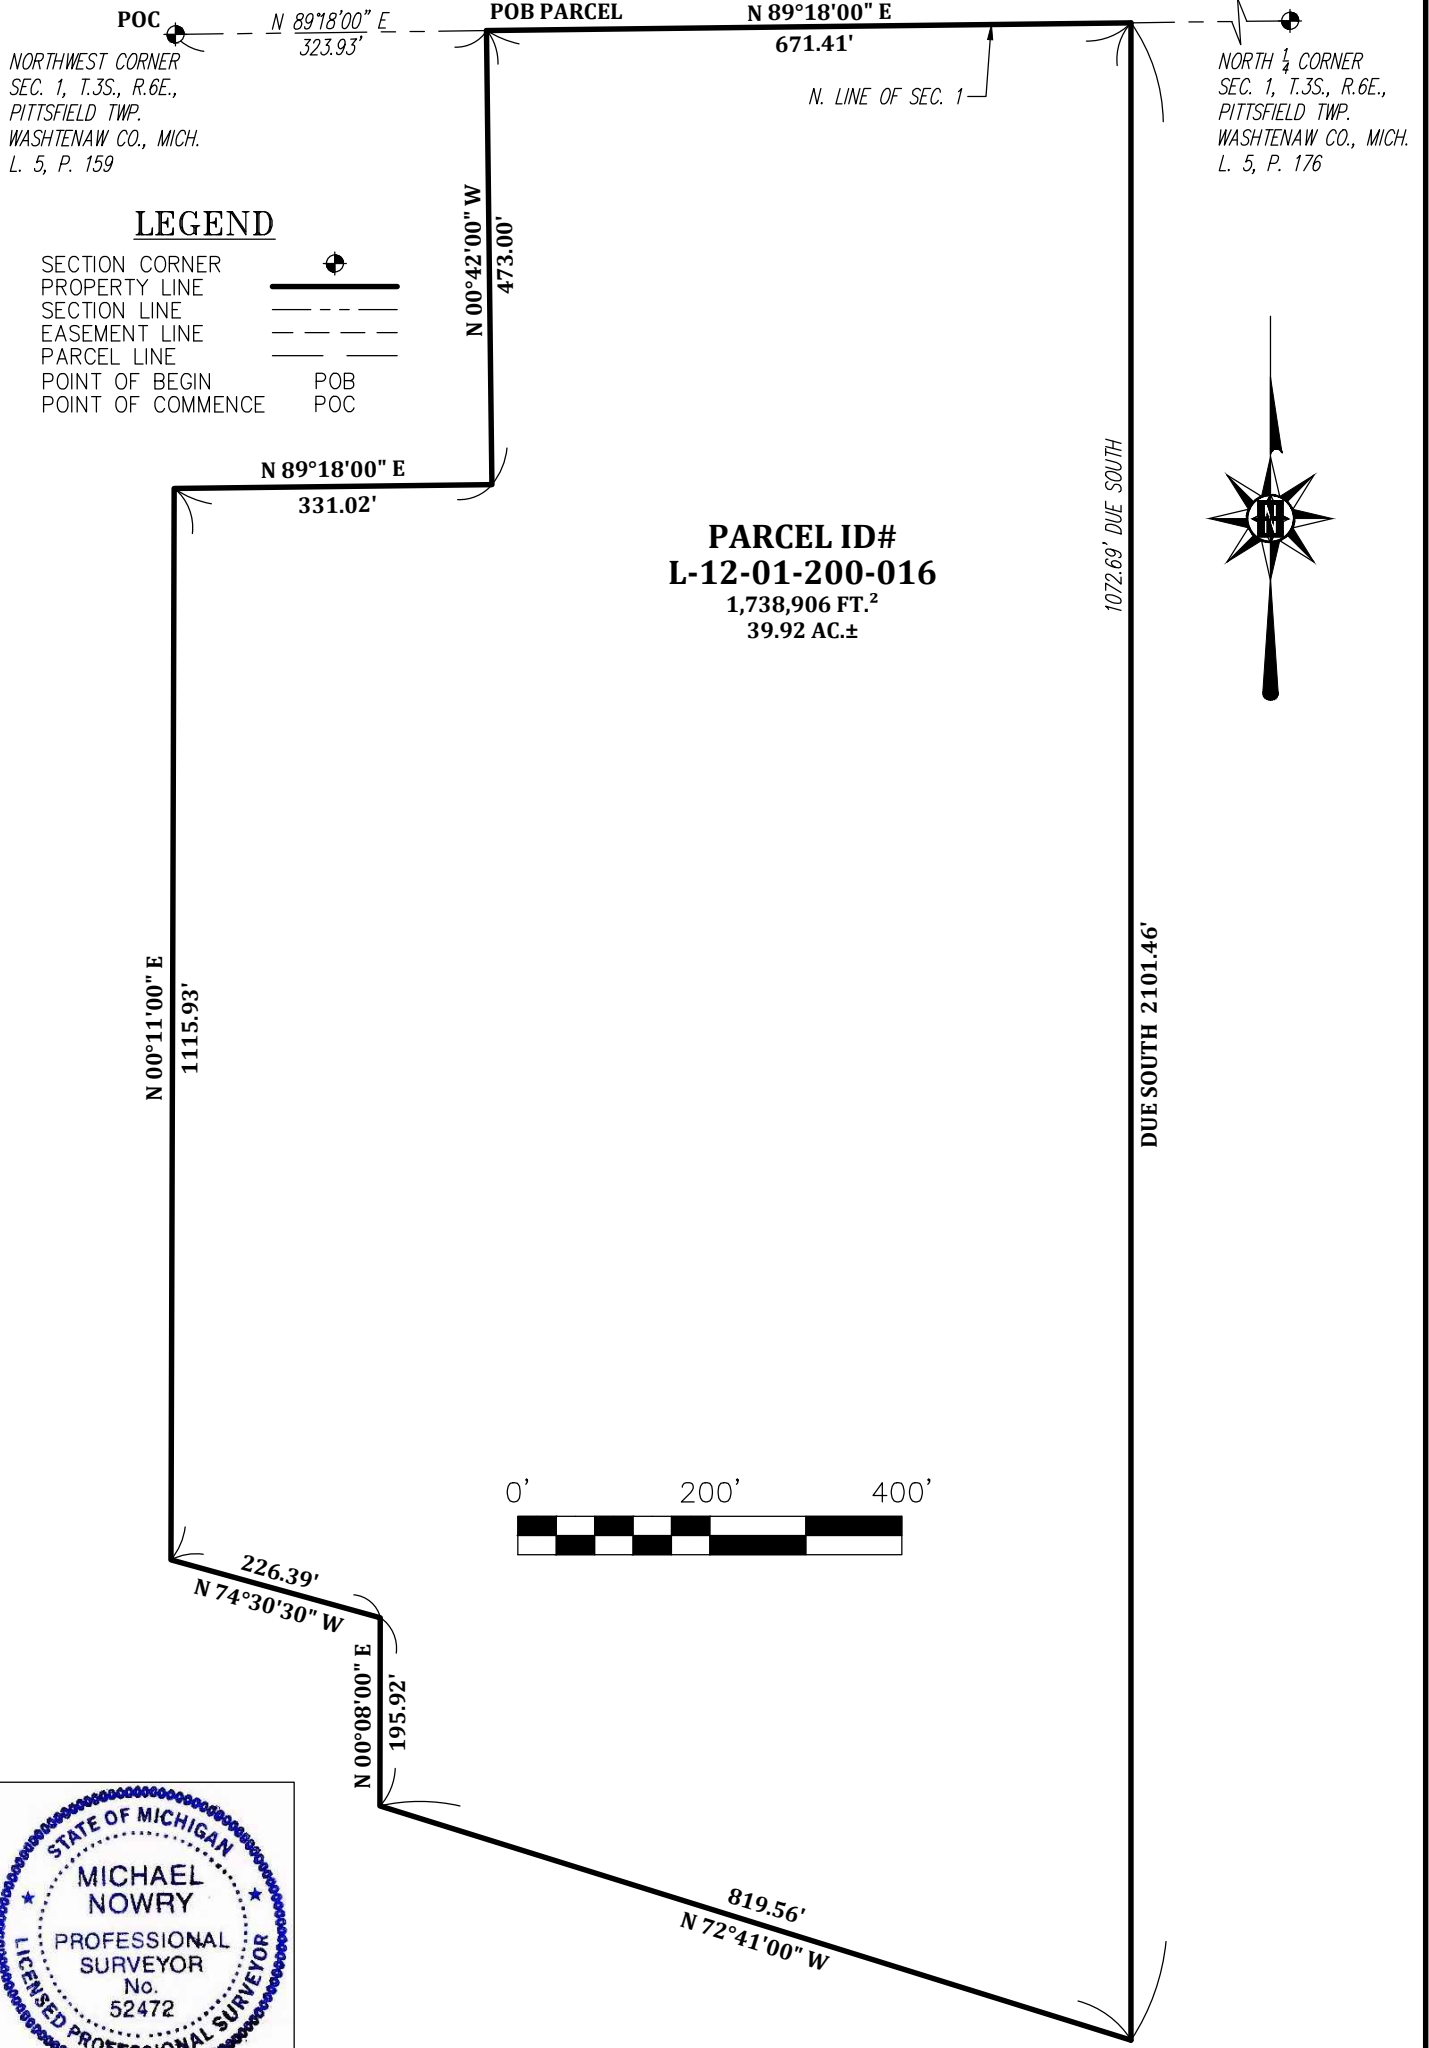 POC
N 89°18'00" E
323.93'
POB PARCEL
N 89°18'00" E
671.41'
NORTHWEST CORNER
SEC. 1, T.3S., R.6E.,
PITTSFIELD TWP.
WASHTENAW CO., MICH.
L. 5, P. 159
N. LINE OF SEC. 1
NORTH 1/4 CORNER
SEC. 1, T.3S., R.6E.,
PITTSFIELD TWP.
WASHTENAW CO., MICH.
L. 5, P. 176
LEGEND
SECTION CORNER
PROPERTY LINE
SECTION LINE
EASEMENT LINE
PARCEL LINE
POINT OF BEGIN POB
POINT OF COMMENCE POC
N 00°42'00" W
473.00'
N 89°18'00" E
331.02'
PARCEL ID#
L-12-01-200-016
1,738,906 FT.²
39.92 AC.±
1072.69' DUE SOUTH
N
DUE SOUTH 2101.46'
N 00°11'00" E
1115.93'
0' 200' 400'
226.39'
N 74°30'30" W
N 00°08'00" E
195.92'
819.56'
N 72°41'00" W
STATE OF MICHIGAN
MICHAEL
NOWRY
PROFESSIONAL
SURVEYOR
No.
52472
LICENSED PROFESSIONAL SURVEYOR